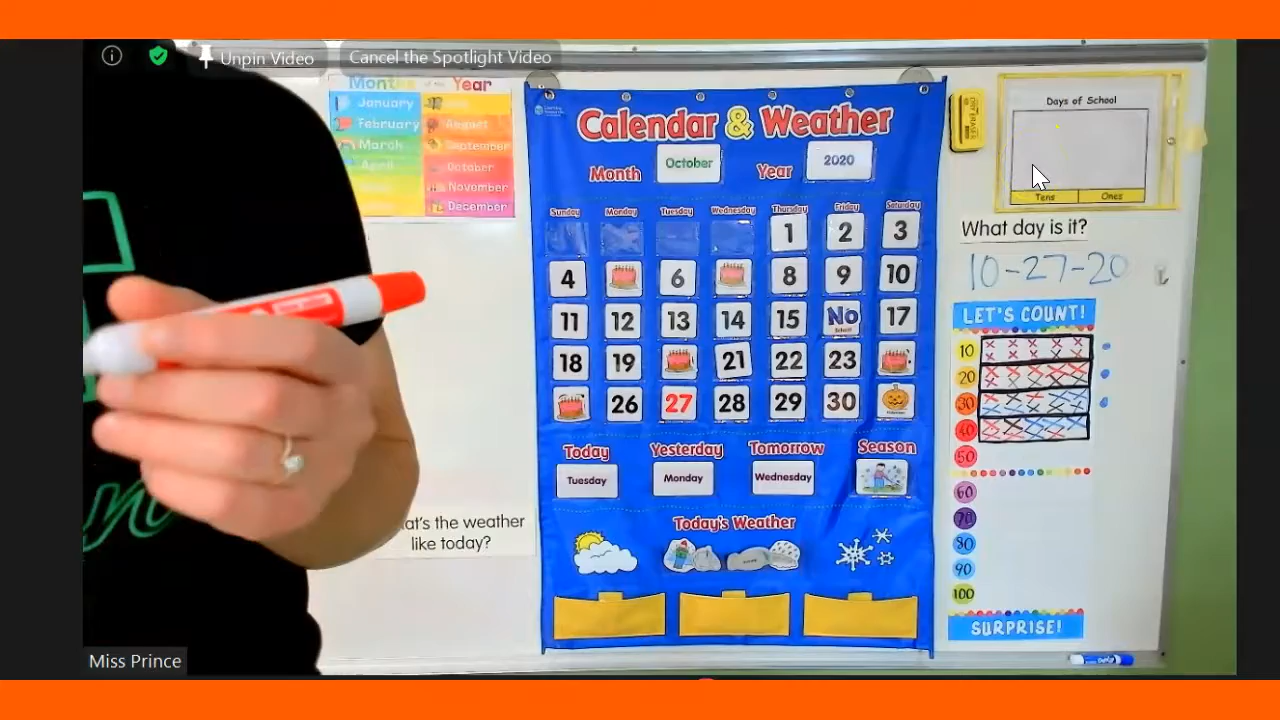 Unpin Video
Cancel the Spotlight Video
Months of the Year
January
February
March
April
August
September
October
November
December
Calendar & Weather
Month October Year 2020
Sunday Monday Tuesday Wednesday Thursday Friday Saturday
1 2 3
4 6 8 9 10
11 12 13 14 15 No School 17
18 19 21 22 23
26 27 28 29 30
Today Yesterday Tomorrow Season
Tuesday Monday Wednesday
Today's Weather
at's the weather
like today?
Days of School
Tens Ones
What day is it?
10-27-20
LET'S COUNT!
10
20
30
40
50
60
70
80
90
100
SURPRISE!
Miss Prince